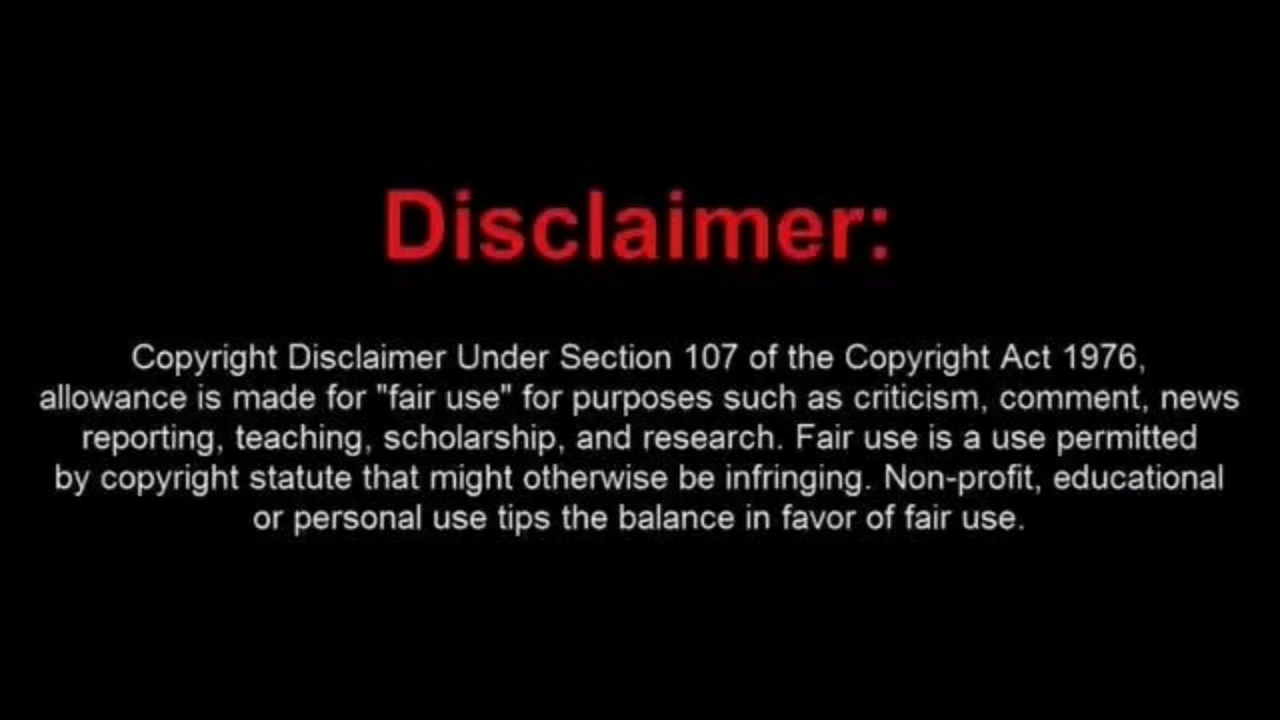 Disclaimer:
Copyright Disclaimer Under Section 107 of the Copyright Act 1976,
allowance is made for "fair use" for purposes such as criticism, comment, news
reporting, teaching, scholarship, and research. Fair use is a use permitted
by copyright statute that might otherwise be infringing. Non-profit, educational
or personal use tips the balance in favor of fair use.